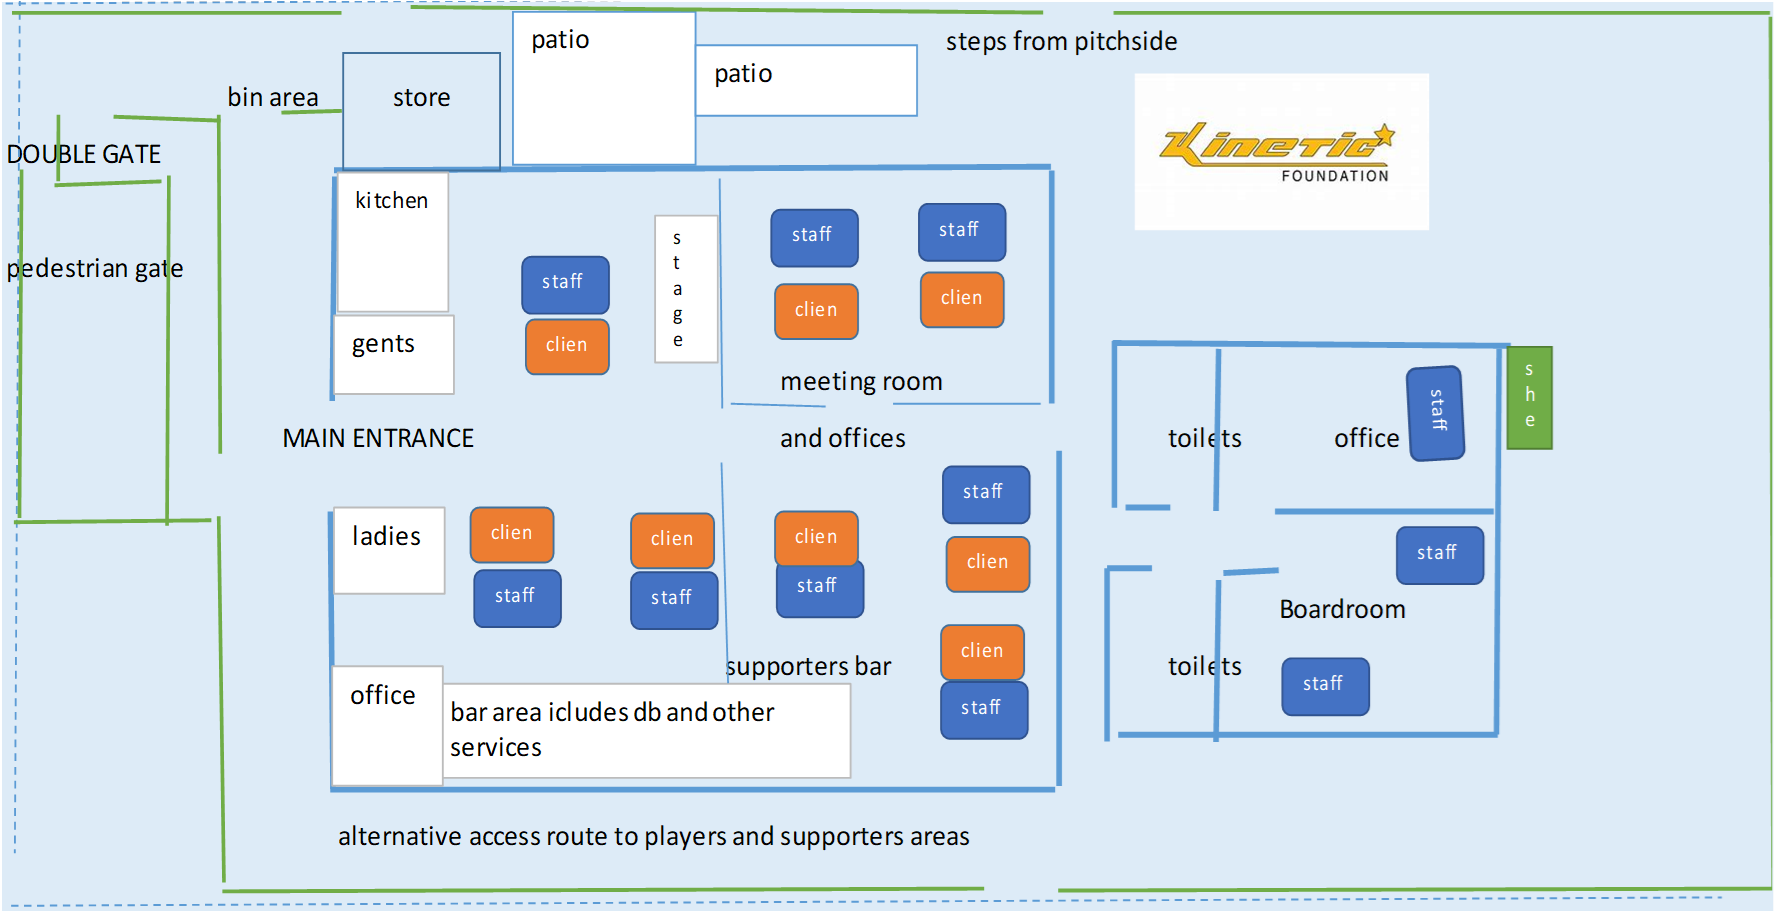 patio
steps from pitchside
patio
bin area
store
Kinetic
FOUNDATION
DOUBLE GATE
kitchen
pedestrian gate
s
t
a
g
e
staff
staff
staff
clien
clien
gents
clien
meeting room
s
h
e
staff
MAIN ENTRANCE
and offices
toilets
office
staff
ladies
clien
clien
clien
clien
staff
staff
staff
staff
Boardroom
clien
supporters bar
toilets
staff
office
bar area icludes db and other
services
staff
alternative access route to players and supporters areas